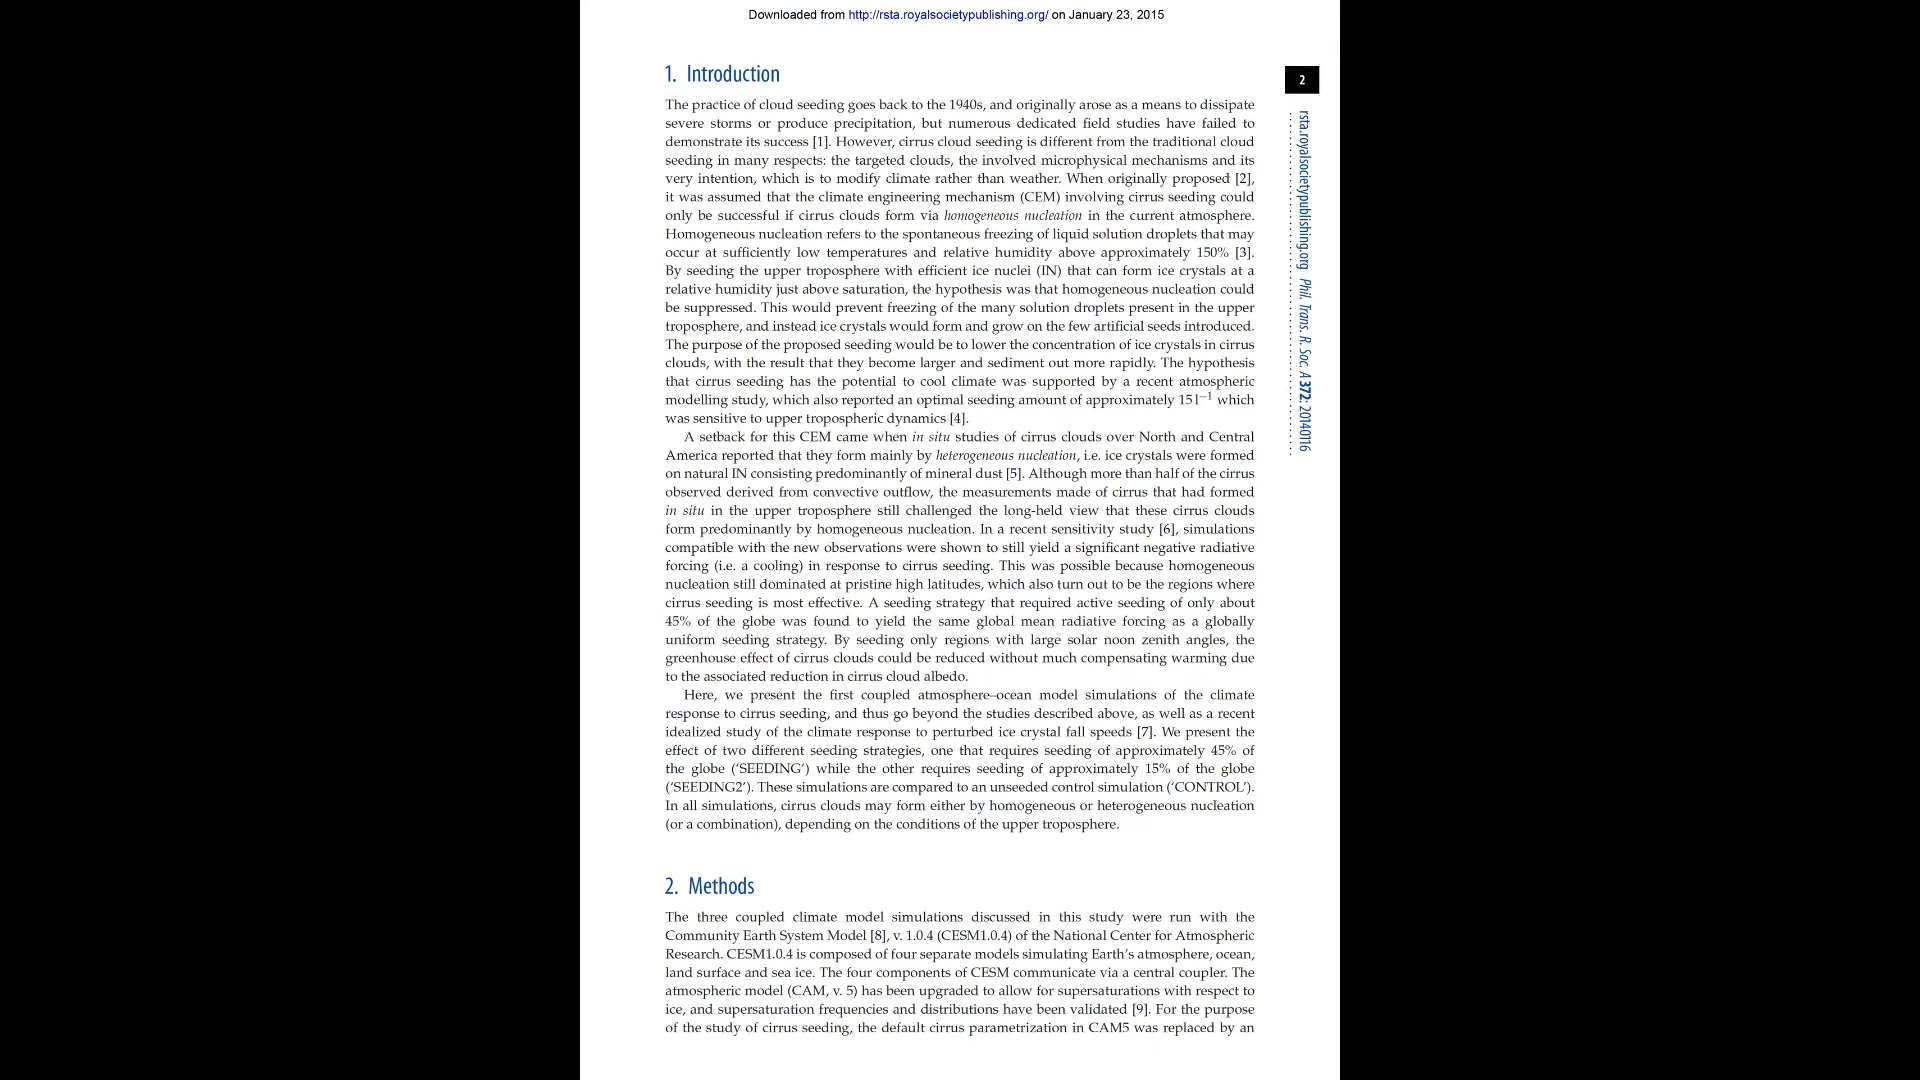 Downloaded from http://rsta.royalsocietypublishing.org/ on January 23, 2015
1. Introduction
The practice of cloud seeding goes back to the 1940s, and originally arose as a means to dissipate
severe storms or produce precipitation, but numerous dedicated field studies have failed to
demonstrate its success [1]. However, cirrus cloud seeding is different from the traditional cloud
seeding in many respects: the targeted clouds, the involved microphysical mechanisms and its
very intention, which is to modify climate rather than weather. When originally proposed [2],
it was assumed that the climate engineering mechanism (CEM) involving cirrus seeding could
only be successful if cirrus clouds form via homogeneous nucleation in the current atmosphere.
Homogeneous nucleation refers to the spontaneous freezing of liquid solution droplets that may
occur at sufficiently low temperatures and relative humidity above approximately 150% [3].
By seeding the upper troposphere with efficient ice nuclei (IN) that can form ice crystals at a
relative humidity just above saturation, the hypothesis was that homogeneous nucleation could
be suppressed. This would prevent freezing of the many solution droplets present in the upper
troposphere, and instead ice crystals would form and grow on the few artificial seeds introduced.
The purpose of the proposed seeding would be to lower the concentration of ice crystals in cirrus
clouds, with the result that they become larger and sediment out more rapidly. The hypothesis
that cirrus seeding has the potential to cool climate was supported by a recent atmospheric
modelling study, which also reported an optimal seeding amount of approximately 15 l⁻¹ which
was sensitive to upper tropospheric dynamics [4].
A setback for this CEM came when in situ studies of cirrus clouds over North and Central
America reported that they form mainly by heterogeneous nucleation, i.e. ice crystals were formed
on natural IN consisting predominantly of mineral dust [5]. Although more than half of the cirrus
observed derived from convective outflow, the measurements made of cirrus that had formed
in situ in the upper troposphere still challenged the long-held view that these cirrus clouds
form predominantly by homogeneous nucleation. In a recent sensitivity study [6], simulations
compatible with the new observations were shown to still yield a significant negative radiative
forcing (i.e. a cooling) in response to cirrus seeding. This was possible because homogeneous
nucleation still dominated at pristine high latitudes, which also turn out to be the regions where
cirrus seeding is most effective. A seeding strategy that required active seeding of only about
45% of the globe was found to yield the same global mean radiative forcing as a globally
uniform seeding strategy. By seeding only regions with large solar noon zenith angles, the
greenhouse effect of cirrus clouds could be reduced without much compensating warming due
to the associated reduction in cirrus cloud albedo.
Here, we present the first coupled atmosphere–ocean model simulations of the climate
response to cirrus seeding, and thus go beyond the studies described above, as well as a recent
idealized study of the climate response to perturbed ice crystal fall speeds [7]. We present the
effect of two different seeding strategies, one that requires seeding of approximately 45% of
the globe (‘SEEDING’) while the other requires seeding of approximately 15% of the globe
(‘SEEDING2’). These simulations are compared to an unseeded control simulation (‘CONTROL’).
In all simulations, cirrus clouds may form either by homogeneous or heterogeneous nucleation
(or a combination), depending on the conditions of the upper troposphere.
2. Methods
The three coupled climate model simulations discussed in this study were run with the
Community Earth System Model [8], v. 1.0.4 (CESM1.0.4) of the National Center for Atmospheric
Research. CESM1.0.4 is composed of four separate models simulating Earth’s atmosphere, ocean,
land surface and sea ice. The four components of CESM communicate via a central coupler. The
atmospheric model (CAM, v. 5) has been upgraded to allow for supersaturations with respect to
ice, and supersaturation frequencies and distributions have been validated [9]. For the purpose
of the study of cirrus seeding, the default cirrus parametrization in CAM5 was replaced by an
2
rsta.royalsocietypublishing.org Phil. Trans. R. Soc. A 372: 20140116